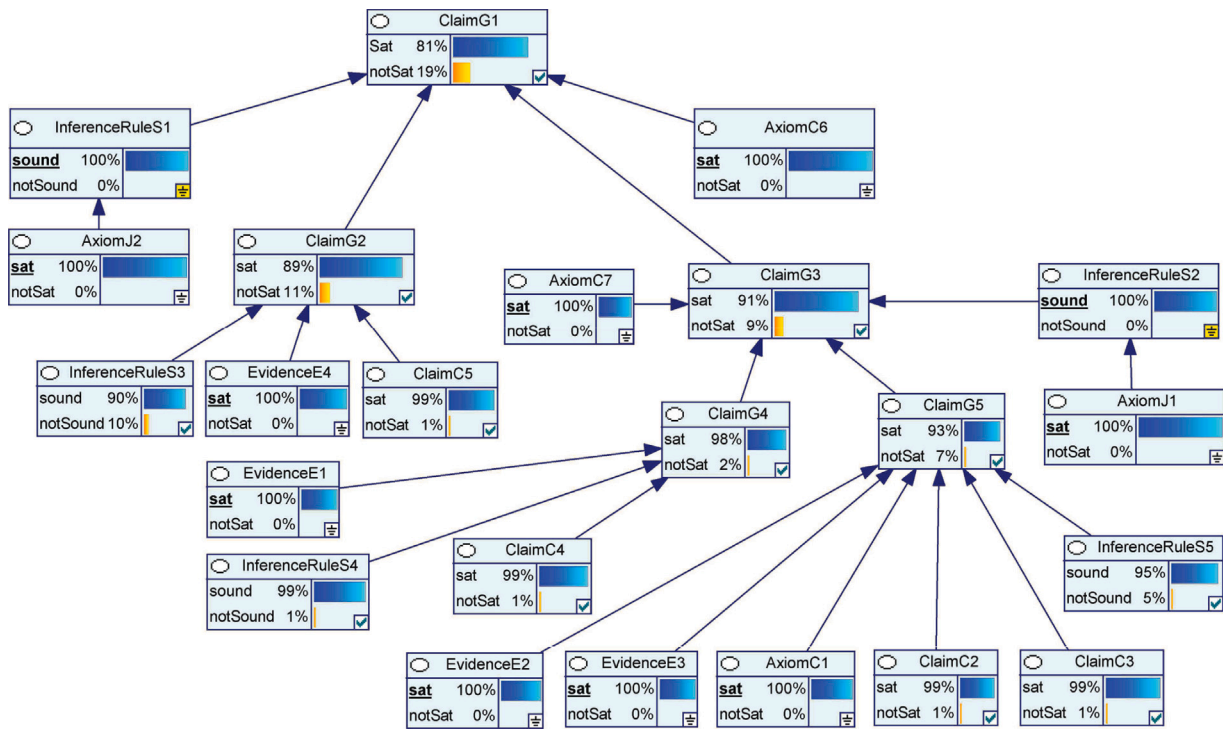 ClaimG1
Sat 81%
notSat 19%
InferenceRuleS1
sound 100%
notSound 0%
AxiomC6
sat 100%
notSat 0%
AxiomJ2
sat 100%
notSat 0%
ClaimG2
sat 89%
notSat 11%
AxiomC7
sat 100%
notSat 0%
ClaimG3
sat 91%
notSat 9%
InferenceRuleS2
sound 100%
notSound 0%
InferenceRuleS3
sound 90%
notSound 10%
EvidenceE4
sat 100%
notSat 0%
ClaimC5
sat 99%
notSat 1%
ClaimG4
sat 98%
notSat 2%
ClaimG5
sat 93%
notSat 7%
AxiomJ1
sat 100%
notSat 0%
EvidenceE1
sat 100%
notSat 0%
InferenceRuleS4
sound 99%
notSound 1%
ClaimC4
sat 99%
notSat 1%
InferenceRuleS5
sound 95%
notSound 5%
EvidenceE2
sat 100%
notSat 0%
EvidenceE3
sat 100%
notSat 0%
AxiomC1
sat 100%
notSat 0%
ClaimC2
sat 99%
notSat 1%
ClaimC3
sat 99%
notSat 1%